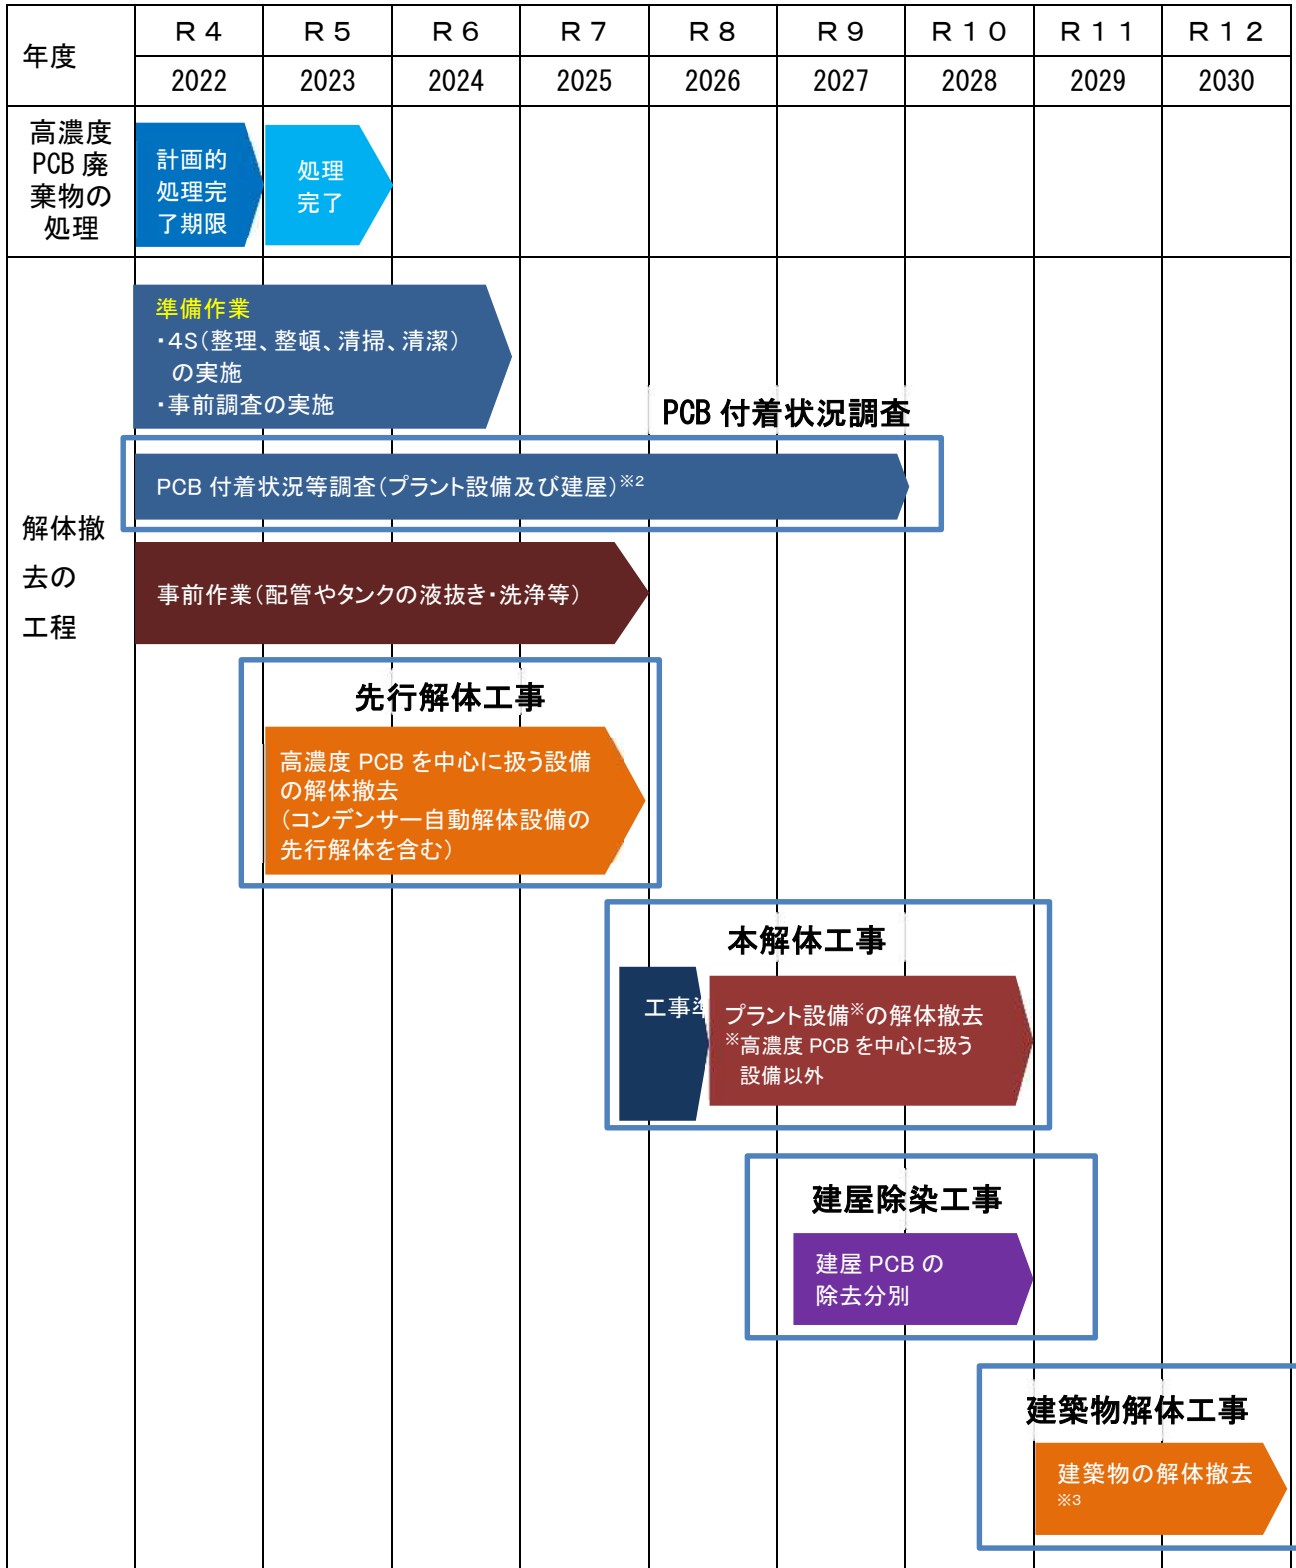 年度
Ｒ４ Ｒ５ Ｒ６ Ｒ７ Ｒ８ Ｒ９ Ｒ１０ Ｒ１１ Ｒ１２
2022 2023 2024 2025 2026 2027 2028 2029 2030
高濃度
PCB 廃
棄物の
処理
計画的
処理完
了期限
処理
完了
解体撤
去の
工程
準備作業
・４S（整理、整頓、清掃、清潔）
の実施
・事前調査の実施
PCB 付着状況調査
PCB 付着状況等調査（プラント設備及び建屋）※2
事前作業（配管やタンクの液抜き・洗浄等）
先行解体工事
高濃度 PCB を中心に扱う設備
の解体撤去
（コンデンサー自動解体設備の
先行解体を含む）
本解体工事
工事
プラント設備※の解体撤去
※高濃度 PCB を中心に扱う
設備以外
建屋除染工事
建屋 PCB の
除去分別
建築物解体工事
建築物の解体撤去
※3